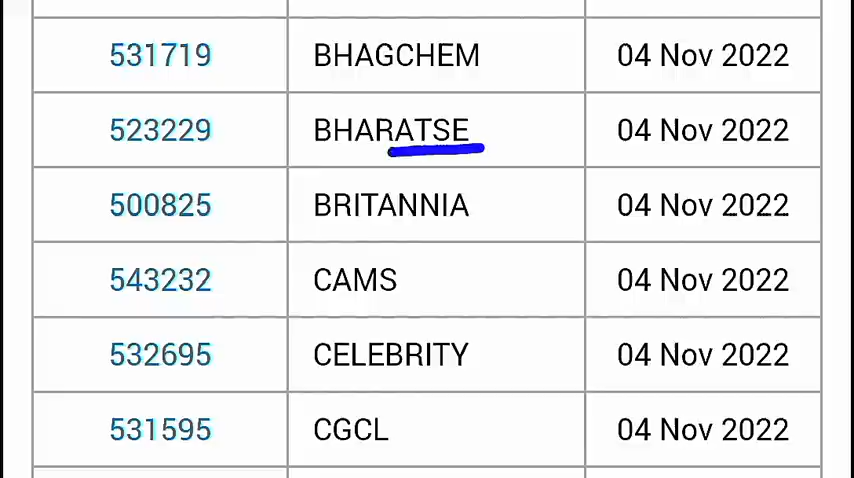 531719 BHAGCHEM 04 Nov 2022
523229 BHARATSE 04 Nov 2022
500825 BRITANNIA 04 Nov 2022
543232 CAMS 04 Nov 2022
532695 CELEBRITY 04 Nov 2022
531595 CGCL 04 Nov 2022